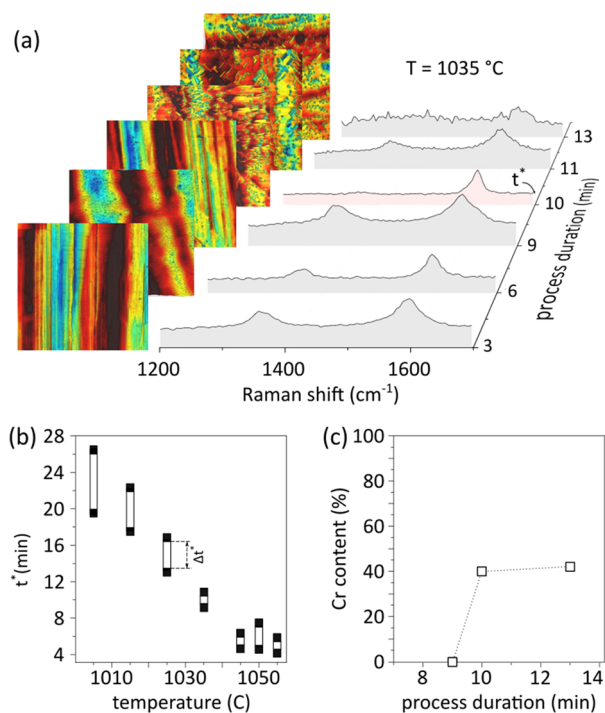 (a)
T = 1035 °C
13
11
t*
10
9
6
3
process duration (min)
1200 1400 1600
Raman shift (cm⁻¹)
(b)
28
24
20
16
12
8
4
t* (min)
Δt*
1010 1030 1050
temperature (C)
(c)
100
80
60
40
20
0
Cr content (%)
8 10 12 14
process duration (min)